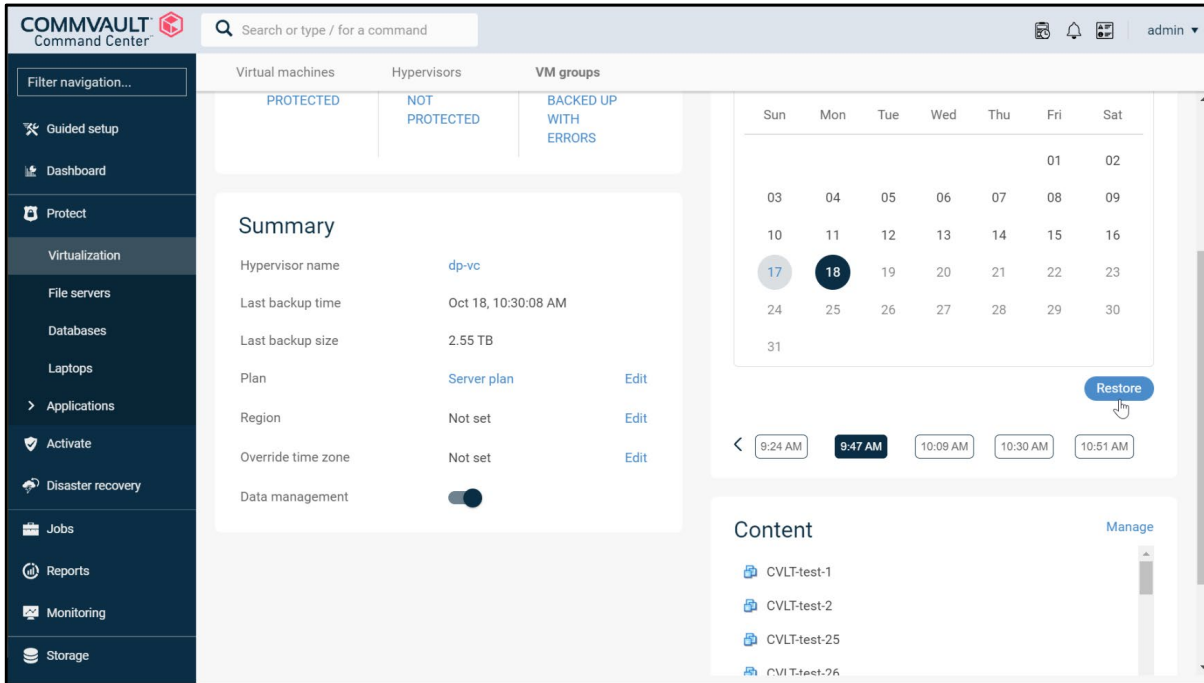 COMMVAULT
Command Center™
Search or type / for a command
admin
Filter navigation...
Guided setup
Dashboard
Protect
Virtualization
File servers
Databases
Laptops
Applications
Activate
Disaster recovery
Jobs
Reports
Monitoring
Storage
Virtual machines Hypervisors VM groups
PROTECTED
NOT
PROTECTED
BACKED UP
WITH
ERRORS
Summary
Hypervisor name dp-vc
Last backup time Oct 18, 10:30:08 AM
Last backup size 2.55 TB
Plan Server plan Edit
Region Not set Edit
Override time zone Not set Edit
Data management
Sun Mon Tue Wed Thu Fri Sat
01 02
03 04 05 06 07 08 09
10 11 12 13 14 15 16
17 18 19 20 21 22 23
24 25 26 27 28 29 30
31
Restore
9:24 AM 9:47 AM 10:09 AM 10:30 AM 10:51 AM
Content Manage
CVLT-test-1
CVLT-test-2
CVLT-test-25
CVLT-test-26